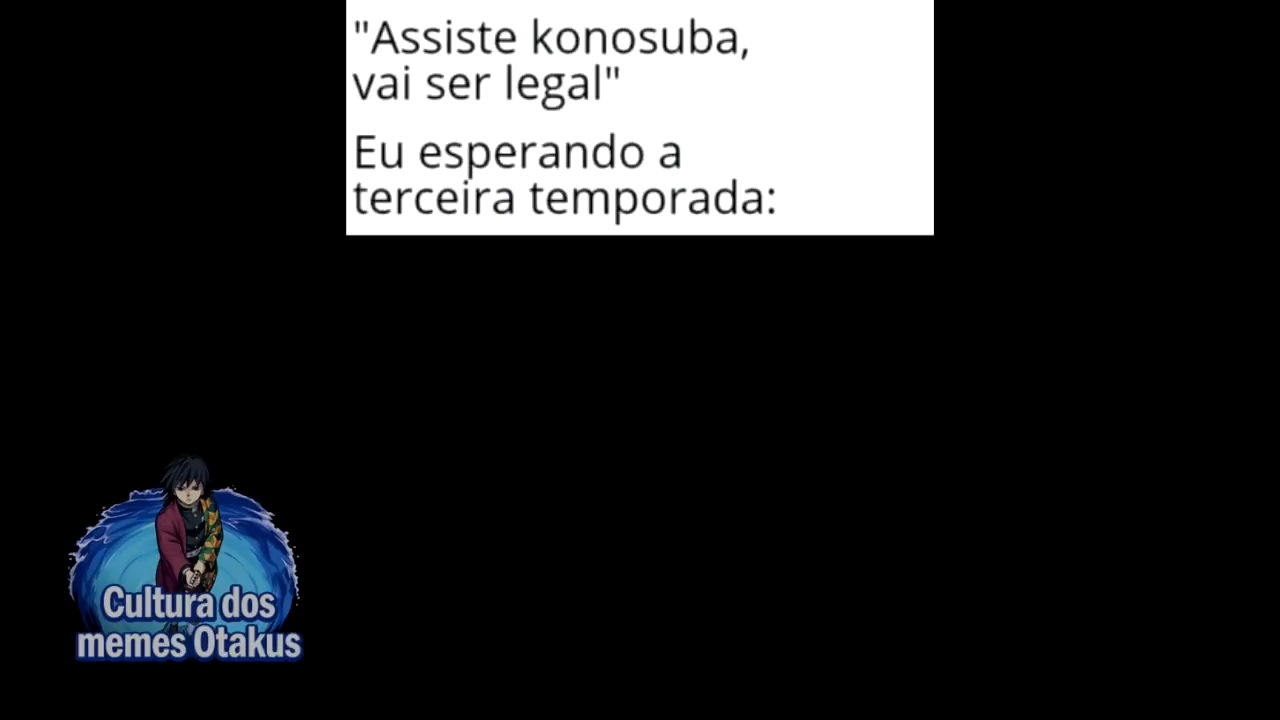 "Assiste konosuba,
vai ser legal"
Eu esperando a
terceira temporada:
Cultura dos
memes Otakus